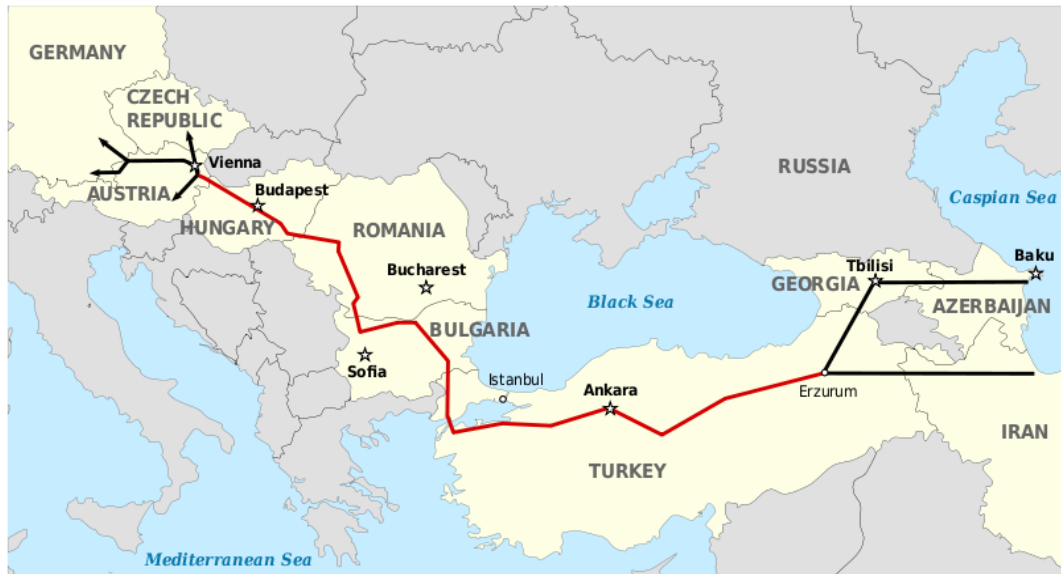 GERMANY
CZECH
REPUBLIC
Vienna
AUSTRIA
Budapest
HUNGARY
ROMANIA
Bucharest
BULGARIA
Sofia
Istanbul
Ankara
TURKEY
Erzurum
Black Sea
Mediterranean Sea
RUSSIA
Caspian Sea
Tbilisi
GEORGIA
Baku
AZERBAIJAN
IRAN